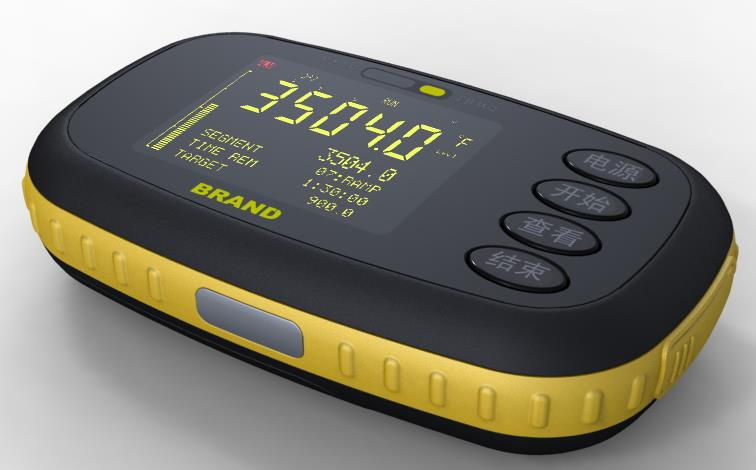 RUN
3504.0 °F
3504.0
SEGMENT 07:RAMP
TIME REM 1:30:00
TARGET 900.0
BRAND
电源
开始
查看
结束